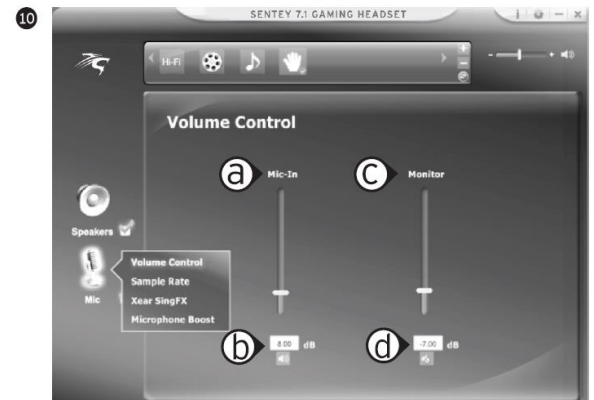 10
SENTEY 7.1 GAMING HEADSET
Hi-Fi
Volume Control
a Mic-In
c Monitor
Speakers
Mic
Volume Control
Sample Rate
Xear SingFX
Microphone Boost
b 8.00 dB
d -7.00 dB